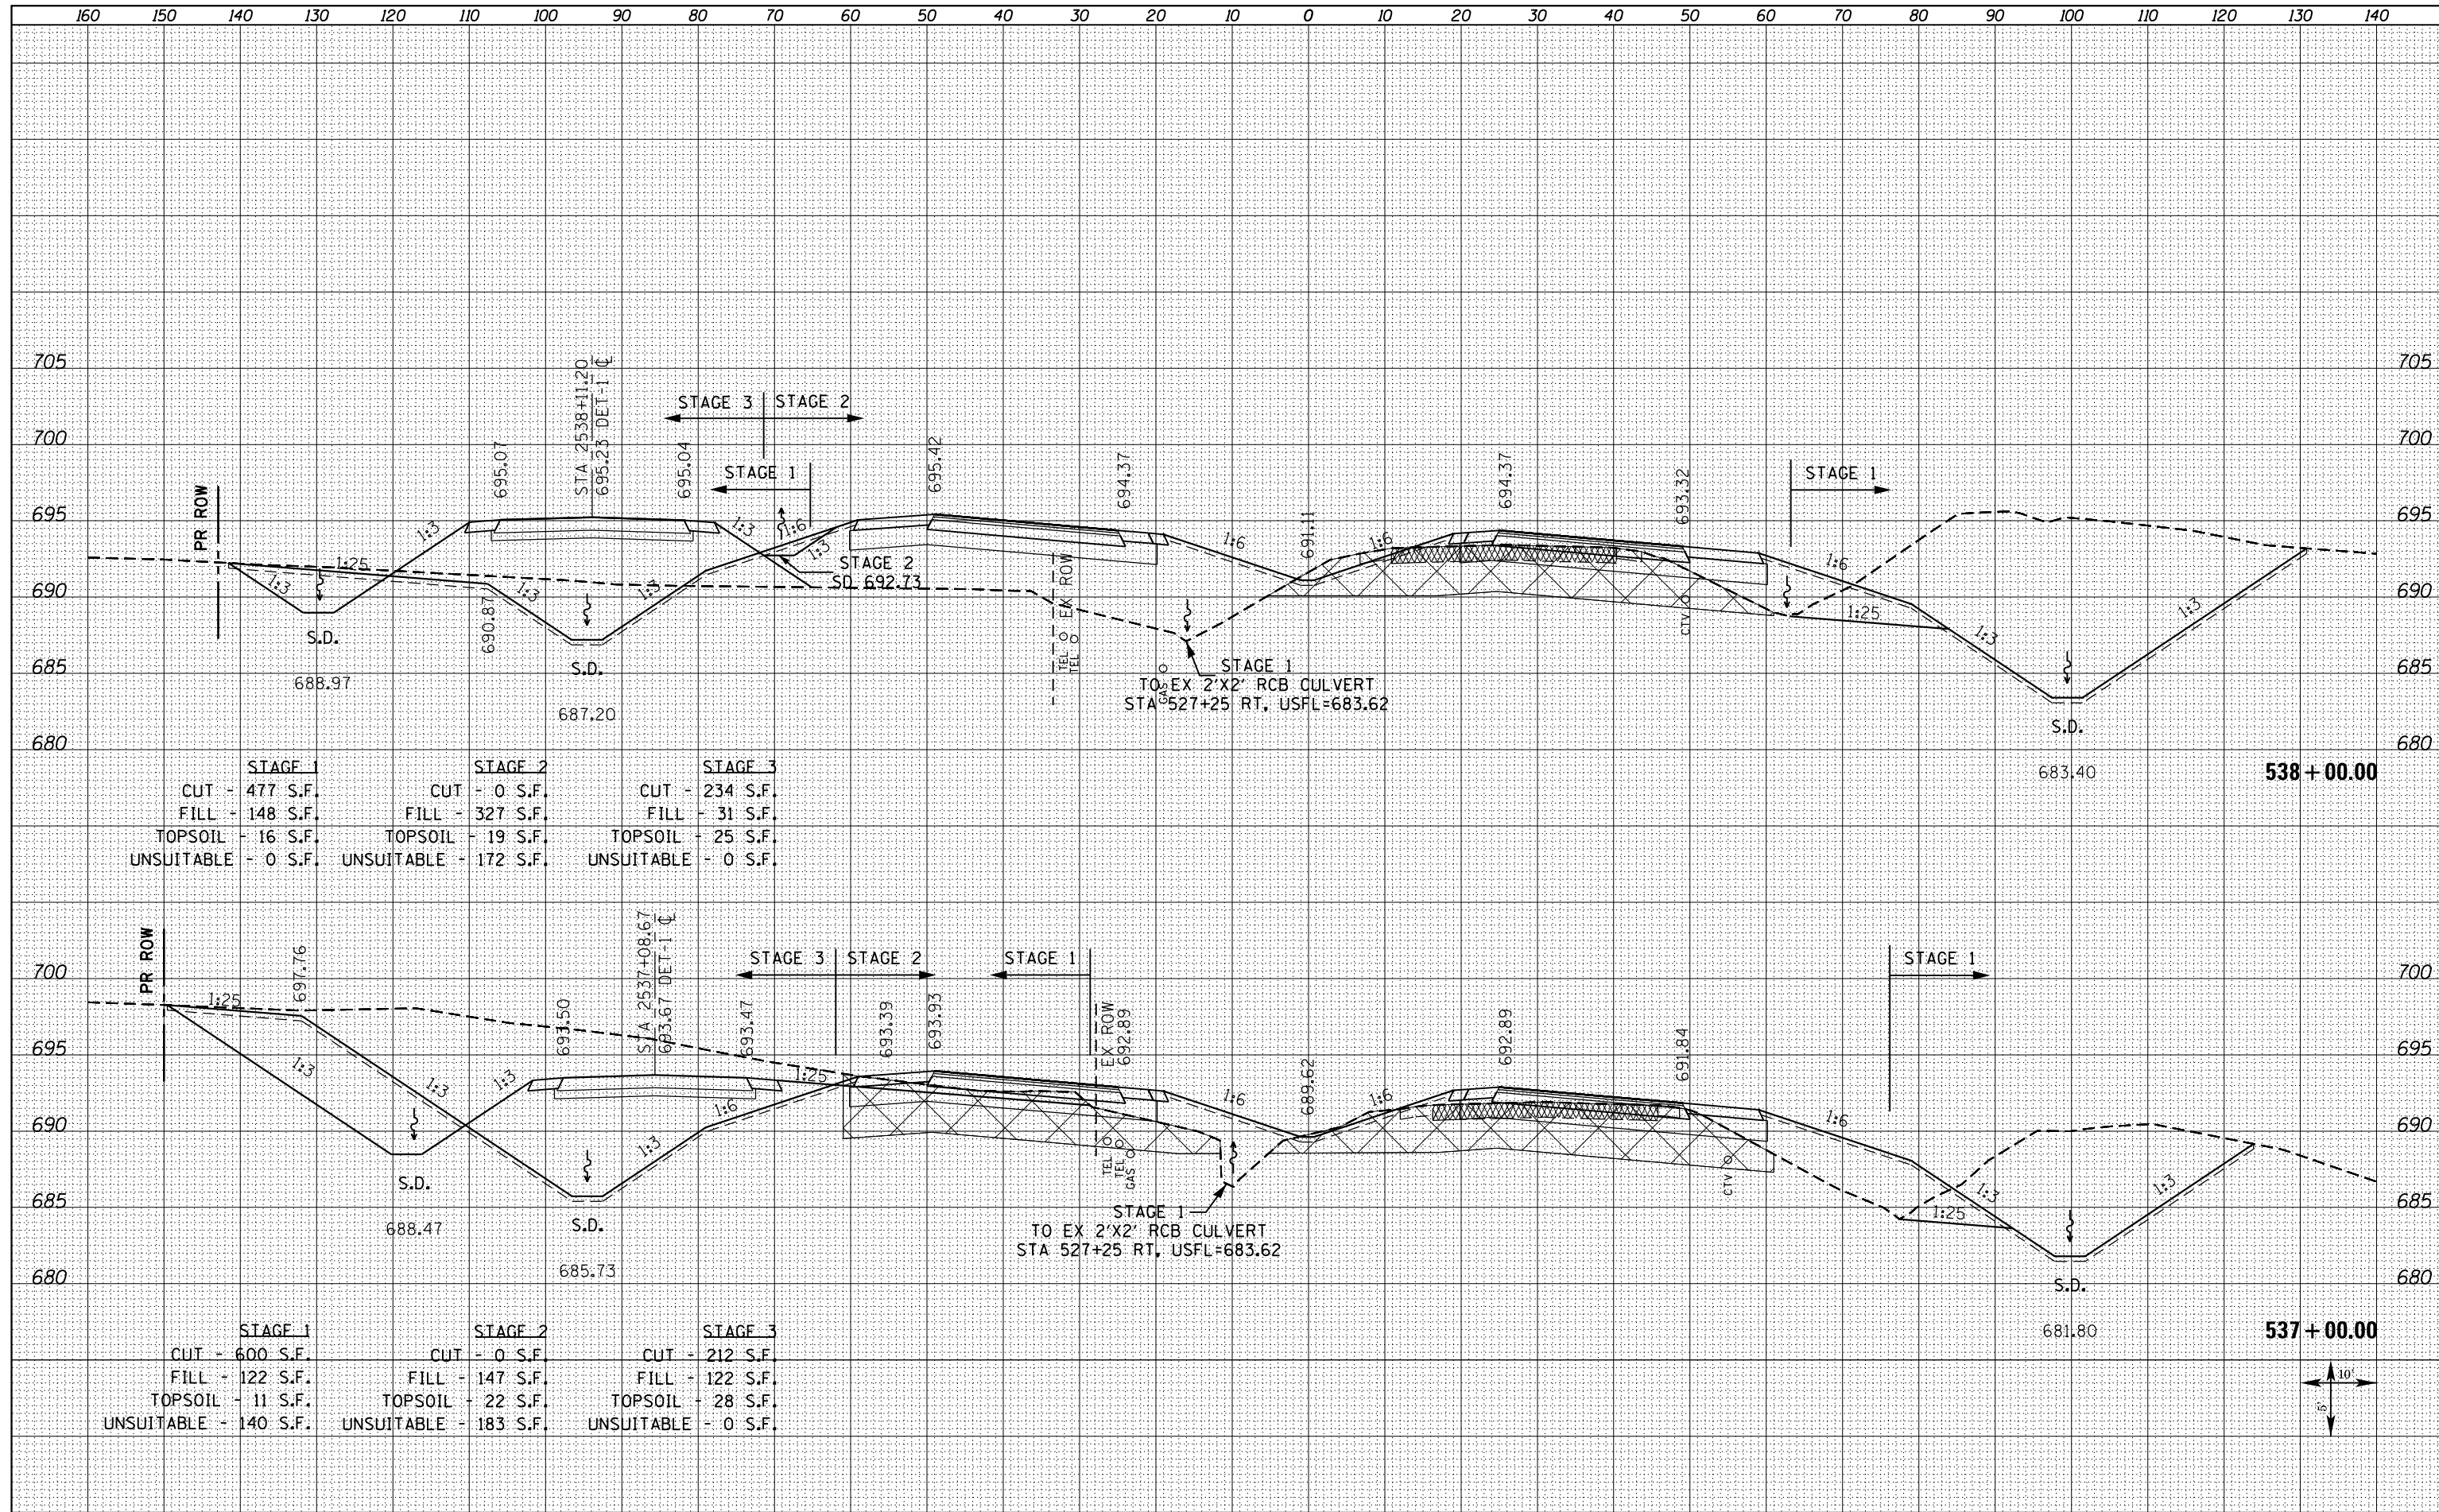 160 150 140 130 120 110 100 90 80 70 60 50 40 30 20 10 0 10 20 30 40 50 60 70 80 90 100 110 120 130 140
705 705
700 700
695 695
690 690
685 685
680 680
PR ROW
695.07
STA 2538+11.20
695.23 DET-1 ℄
695.04
STAGE 3
STAGE 2
STAGE 1
695.42
694.37
691.11
694.37
693.32
STAGE 1
1:3
1:25
1:3
1:3
1:3
1:3
1:6
1:3
1:6
1:6
1:6
1:25
1:3
1:3
690.87
S.D.
688.97
S.D.
687.20
STAGE 2
SD 692.73
EX ROW
TEL
TEL
GAS
CTV
STAGE 1
TO EX 2'X2' RCB CULVERT
STA 527+25 RT, USFL=683.62
S.D.
683.40
538+00.00
STAGE 1
CUT - 477 S.F.
FILL - 148 S.F.
TOPSOIL - 16 S.F.
UNSUITABLE - 0 S.F.
STAGE 2
CUT - 0 S.F.
FILL - 327 S.F.
TOPSOIL - 19 S.F.
UNSUITABLE - 172 S.F.
STAGE 3
CUT - 234 S.F.
FILL - 31 S.F.
TOPSOIL - 25 S.F.
UNSUITABLE - 0 S.F.
700 700
695 695
690 690
685 685
680 680
PR ROW
697.76
693.50
STA 2537+08.67
693.67 DET-1 ℄
693.47
STAGE 3
STAGE 2
STAGE 1
693.39
693.93
EX ROW
692.89
689.62
692.89
691.84
STAGE 1
1:25
1:3
1:3
1:3
1:25
1:3
1:6
1:6
1:6
1:6
1:25
1:3
1:3
S.D.
688.47
S.D.
685.73
TEL
TEL
GAS
CTV
STAGE 1
TO EX 2'X2' RCB CULVERT
STA 527+25 RT, USFL=683.62
S.D.
681.80
537+00.00
STAGE 1
CUT - 600 S.F.
FILL - 122 S.F.
TOPSOIL - 11 S.F.
UNSUITABLE - 140 S.F.
STAGE 2
CUT - 0 S.F.
FILL - 147 S.F.
TOPSOIL - 22 S.F.
UNSUITABLE - 183 S.F.
STAGE 3
CUT - 212 S.F.
FILL - 122 S.F.
TOPSOIL - 28 S.F.
UNSUITABLE - 0 S.F.
10'
5'